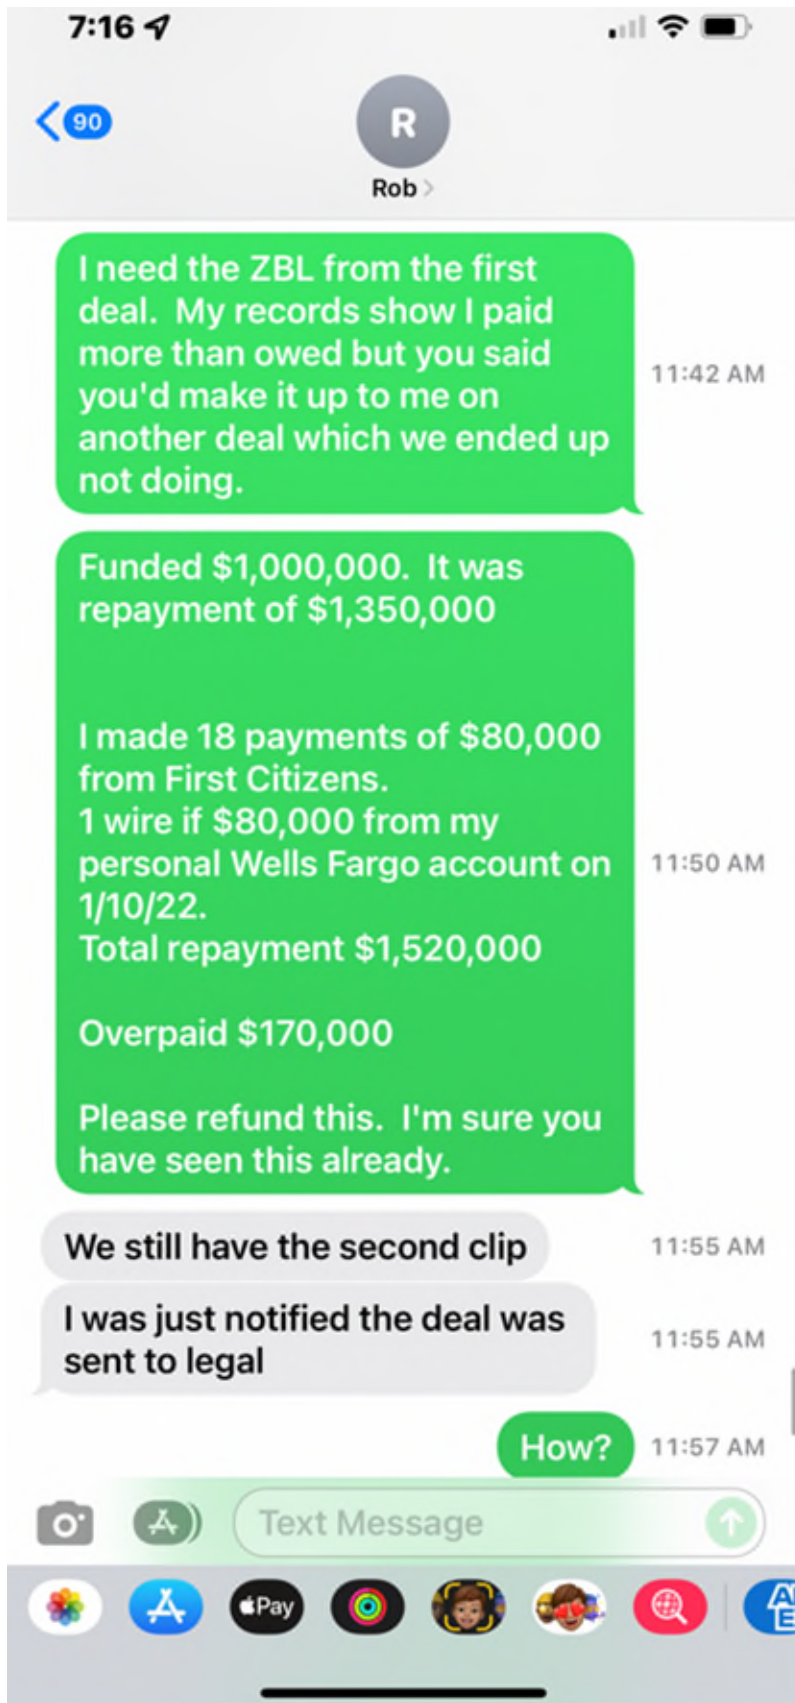 7:16
90
R
Rob
I need the ZBL from the first
deal.  My records show I paid
more than owed but you said
you'd make it up to me on
another deal which we ended up
not doing.
11:42 AM
Funded $1,000,000.  It was
repayment of $1,350,000
I made 18 payments of $80,000
from First Citizens.
1 wire if $80,000 from my
personal Wells Fargo account on
1/10/22.
Total repayment $1,520,000
Overpaid $170,000
Please refund this.  I'm sure you
have seen this already.
11:50 AM
We still have the second clip
11:55 AM
I was just notified the deal was
sent to legal
11:55 AM
How?
11:57 AM
Text Message
Pay